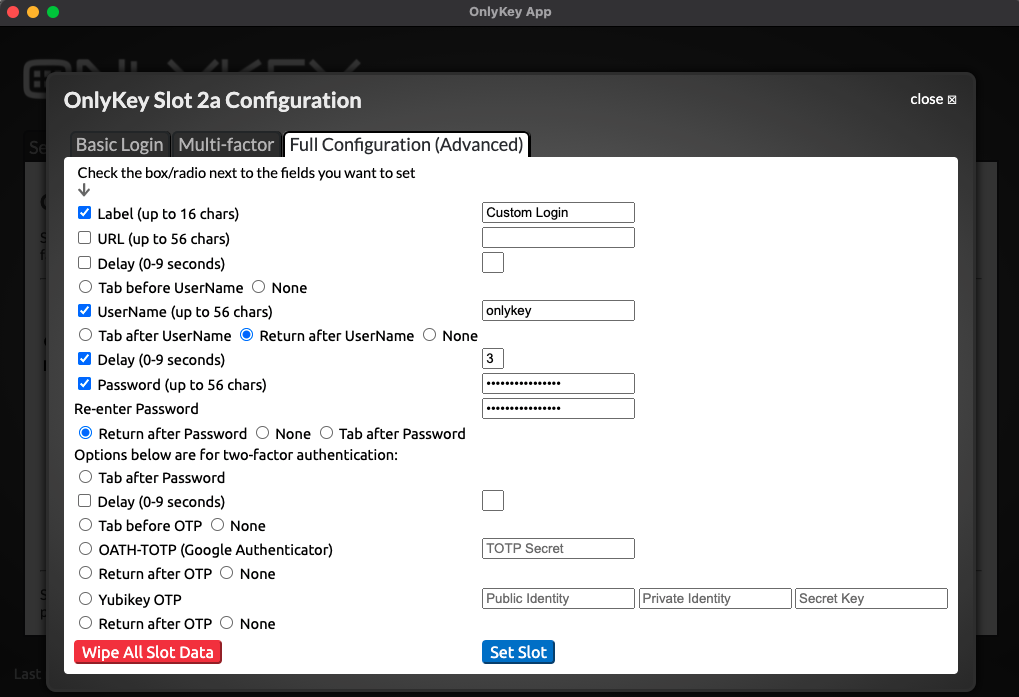 OnlyKey App
ONLYKEY
OnlyKey Slot 2a Configuration
close ⊠
Basic Login Multi-factor Full Configuration (Advanced)
Check the box/radio next to the fields you want to set
↓
Label (up to 16 chars) Custom Login
URL (up to 56 chars)
Delay (0-9 seconds)
Tab before UserName None
UserName (up to 56 chars) onlykey
Tab after UserName Return after UserName None
Delay (0-9 seconds) 3
Password (up to 56 chars) ••••••••••••••••
Re-enter Password ••••••••••••••••
Return after Password None Tab after Password
Options below are for two-factor authentication:
Tab after Password
Delay (0-9 seconds)
Tab before OTP None
OATH-TOTP (Google Authenticator) TOTP Secret
Return after OTP None
Yubikey OTP Public Identity Private Identity Secret Key
Return after OTP None
Wipe All Slot Data Set Slot
Last